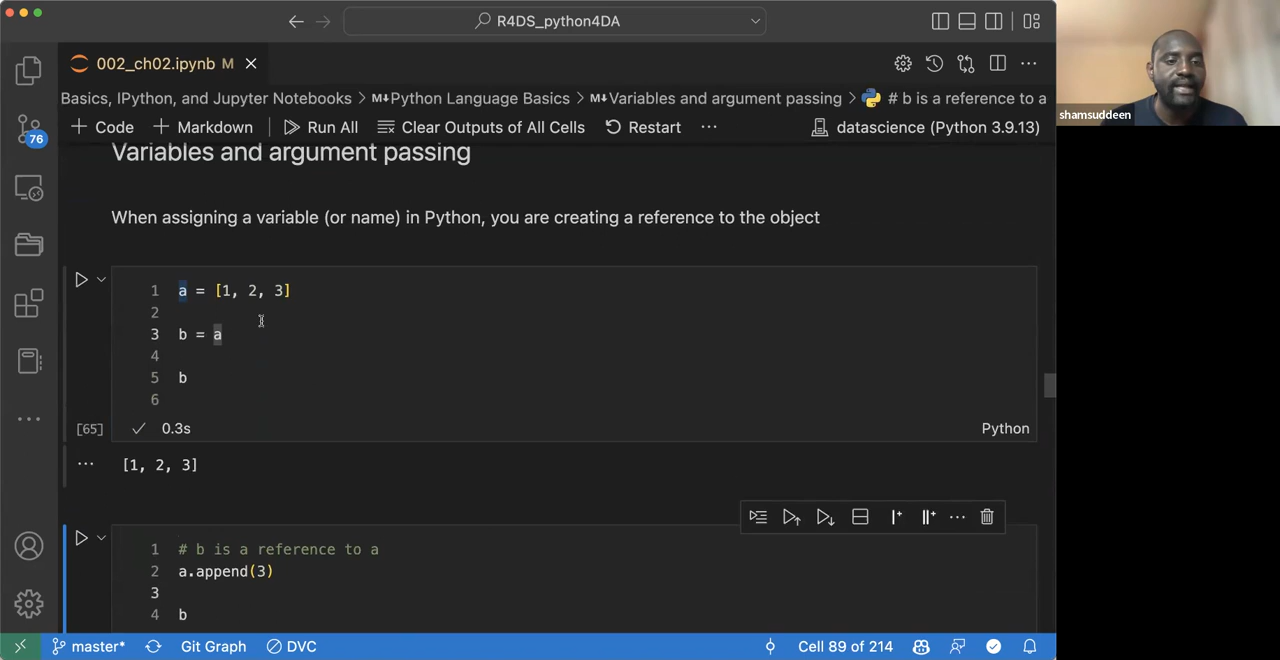 R4DS_python4DA
002_ch02.ipynb M
Basics, IPython, and Jupyter Notebooks > M↓Python Language Basics > M↓Variables and argument passing > # b is a reference to a
Code Markdown Run All Clear Outputs of All Cells Restart ··· datascience (Python 3.9.13)
76
shamsuddeen
Variables and argument passing
When assigning a variable (or name) in Python, you are creating a reference to the object
1 a = [1, 2, 3]
2
3 b = a
4
5 b
6
[65] 0.3s Python
[1, 2, 3]
1 # b is a reference to a
2 a.append(3)
3
4 b
master* Git Graph DVC Cell 89 of 214